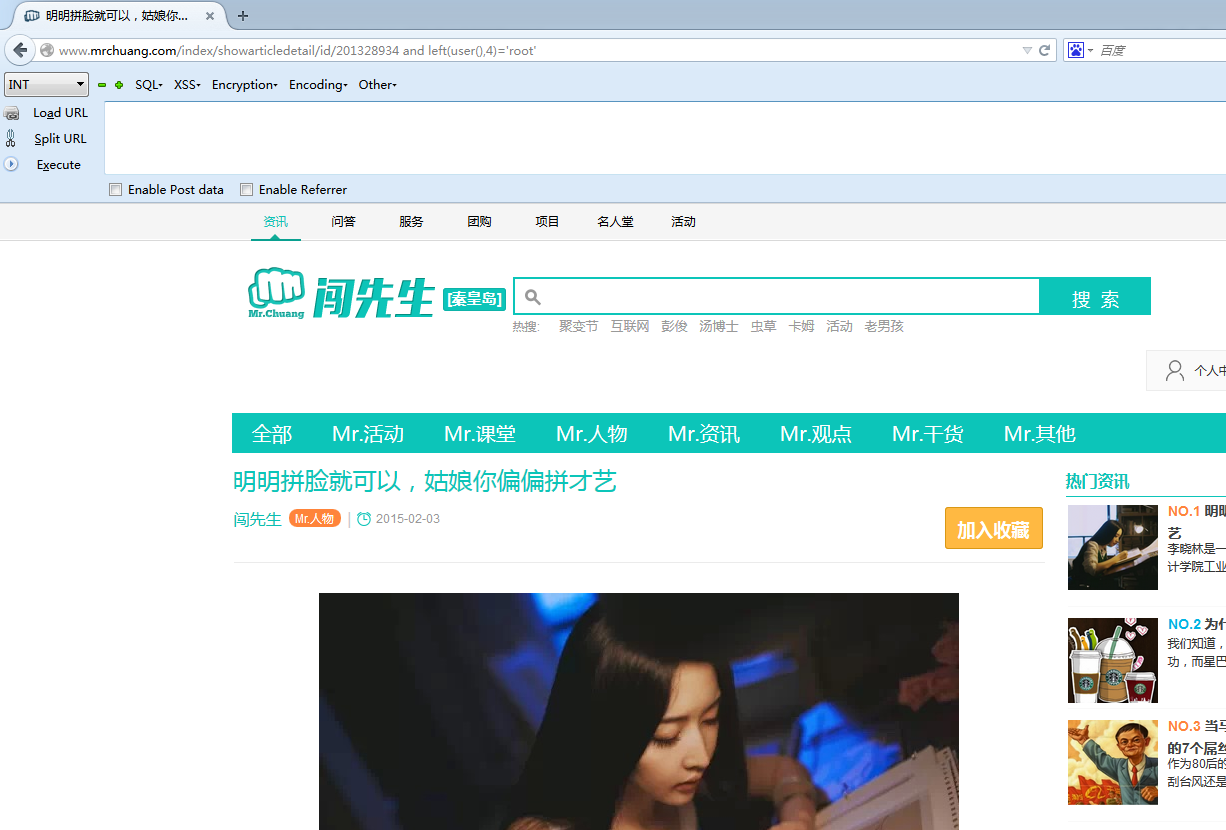 明明拼脸就可以，姑娘你...
www.mrchuang.com/index/showarticledetail/id/201328934 and left(user(),4)='root'
百度
INT SQL XSS Encryption Encoding Other
Load URL
Split URL
Execute
Enable Post data Enable Referrer
资讯 问答 服务 团购 项目 名人堂 活动
Mr.Chuang 闯先生 [秦皇岛] 搜 索
热搜: 聚变节 互联网 彭俊 汤博士 虫草 卡姆 活动 老男孩
个人中
全部 Mr.活动 Mr.课堂 Mr.人物 Mr.资讯 Mr.观点 Mr.干货 Mr.其他
明明拼脸就可以，姑娘你偏偏拼才艺
闯先生 Mr.人物 | 2015-02-03
加入收藏
热门资讯
NO.1 明明
艺
李晓林是一
计学院工业
NO.2 为什
我们知道，
功，而星巴
NO.3 当马
的7个屌丝
作为80后的
刮台风还是